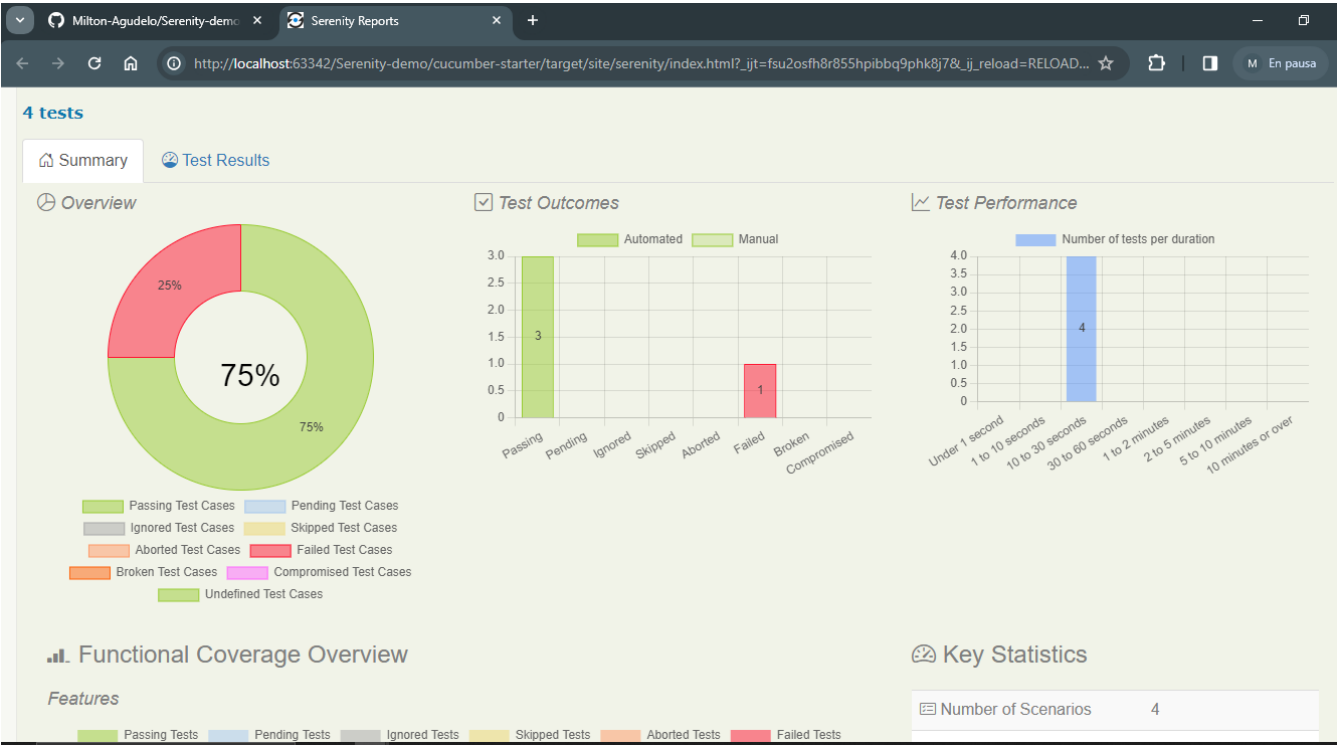 Milton-Agudelo/Serenity-demo
Serenity Reports
http://localhost:63342/Serenity-demo/cucumber-starter/target/site/serenity/index.html?_ijt=fsu2osfh8r855hpibbq9phk8j7&_ij_reload=RELOAD...
M En pausa
4 tests
Summary
Test Results
Overview
25%
75%
75%
Passing Test Cases Pending Test Cases
Ignored Test Cases Skipped Test Cases
Aborted Test Cases Failed Test Cases
Broken Test Cases Compromised Test Cases
Undefined Test Cases
Test Outcomes
Automated Manual
3.0
2.5
2.0
1.5
1.0
0.5
0
3
1
Passing Pending Ignored Skipped Aborted Failed Broken Compromised
Test Performance
Number of tests per duration
4.0
3.5
3.0
2.5
2.0
1.5
1.0
0.5
0
4
Under 1 second 1 to 10 seconds 10 to 30 seconds 30 to 60 seconds 1 to 2 minutes 2 to 5 minutes 5 to 10 minutes 10 minutes or over
Functional Coverage Overview
Features
Passing Tests Pending Tests Ignored Tests Skipped Tests Aborted Tests Failed Tests
Key Statistics
Number of Scenarios 4